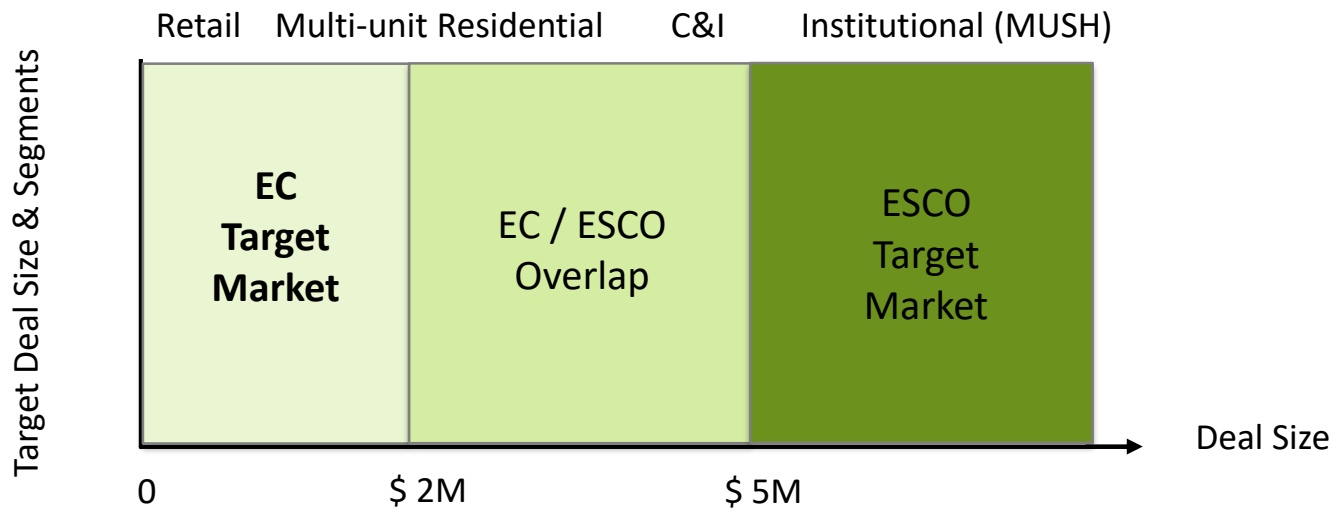 Retail Multi-unit Residential C&I Institutional (MUSH)
Target Deal Size & Segments
EC
Target
Market
EC / ESCO
Overlap
ESCO
Target
Market
Deal Size
0 $ 2M $ 5M